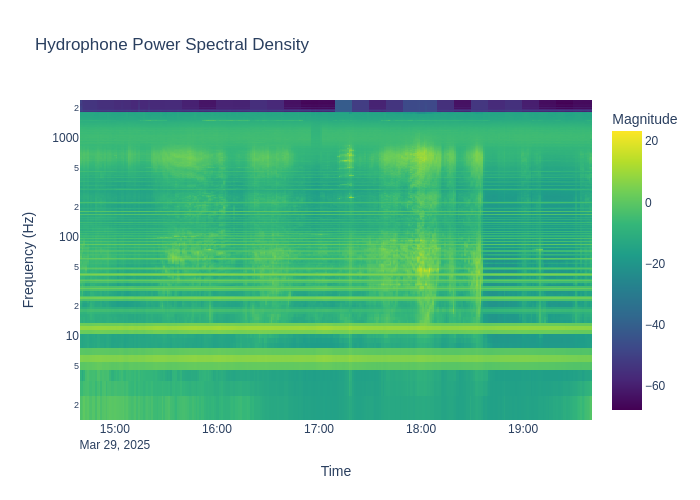 Hydrophone Power Spectral Density
Magnitude
2
1000
5
2
100
5
2
10
5
2
Frequency (Hz)
20
0
−20
−40
−60
15:00 16:00 17:00 18:00 19:00
Mar 29, 2025
Time